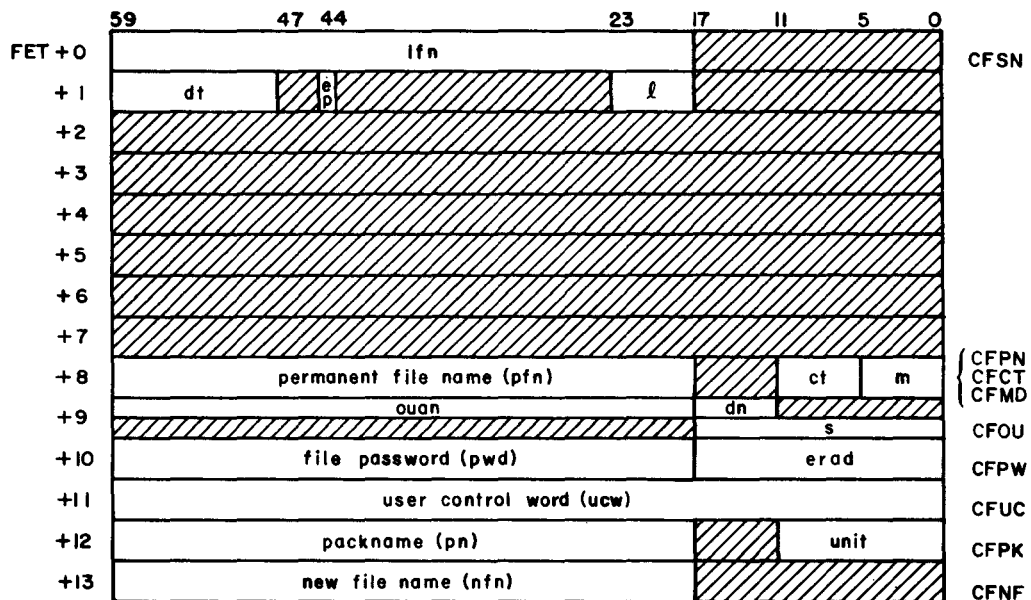 59 47 44 23 17 11 5 0
FET +0 lfn CFSN
+1 dt ep l
+2
+3
+4
+5
+6
+7
+8 permanent file name (pfn) ct m CFPN CFCT CFMD
+9 ouan dn
s CFOU
+10 file password (pwd) erad CFPW
+11 user control word (ucw) CFUC
+12 packname (pn) unit CFPK
+13 new file name (nfn) CFNF